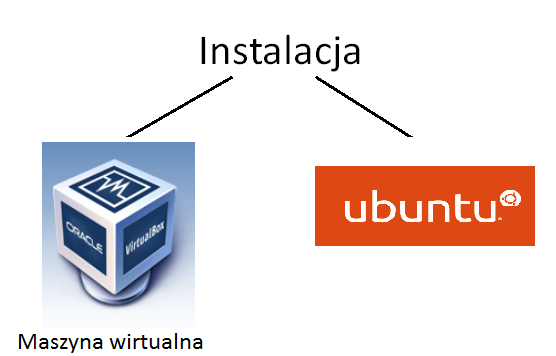 Instalacja
ORACLE
VirtualBox
ubuntu
Maszyna wirtualna